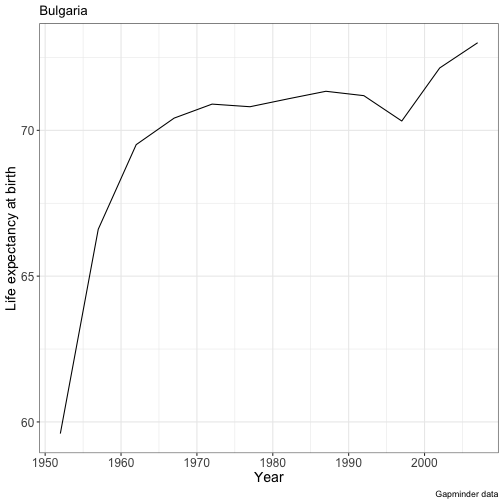 Bulgaria
70
65
60
Life expectancy at birth
1950 1960 1970 1980 1990 2000
Year
Gapminder data